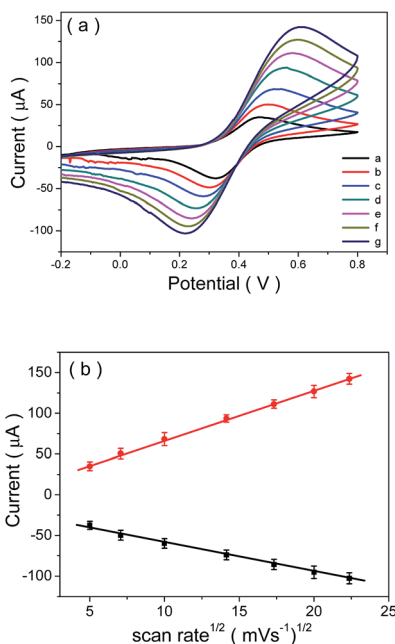 ( a )
150
100
50
0
-50
-100
Current ( μA )
a
b
c
d
e
f
g
-0.2 0.0 0.2 0.4 0.6 0.8
Potential ( V )
( b )
150
100
50
0
-50
-100
Current ( μA )
5 10 15 20 25
scan rate^1/2 ( mVs^-1)^1/2